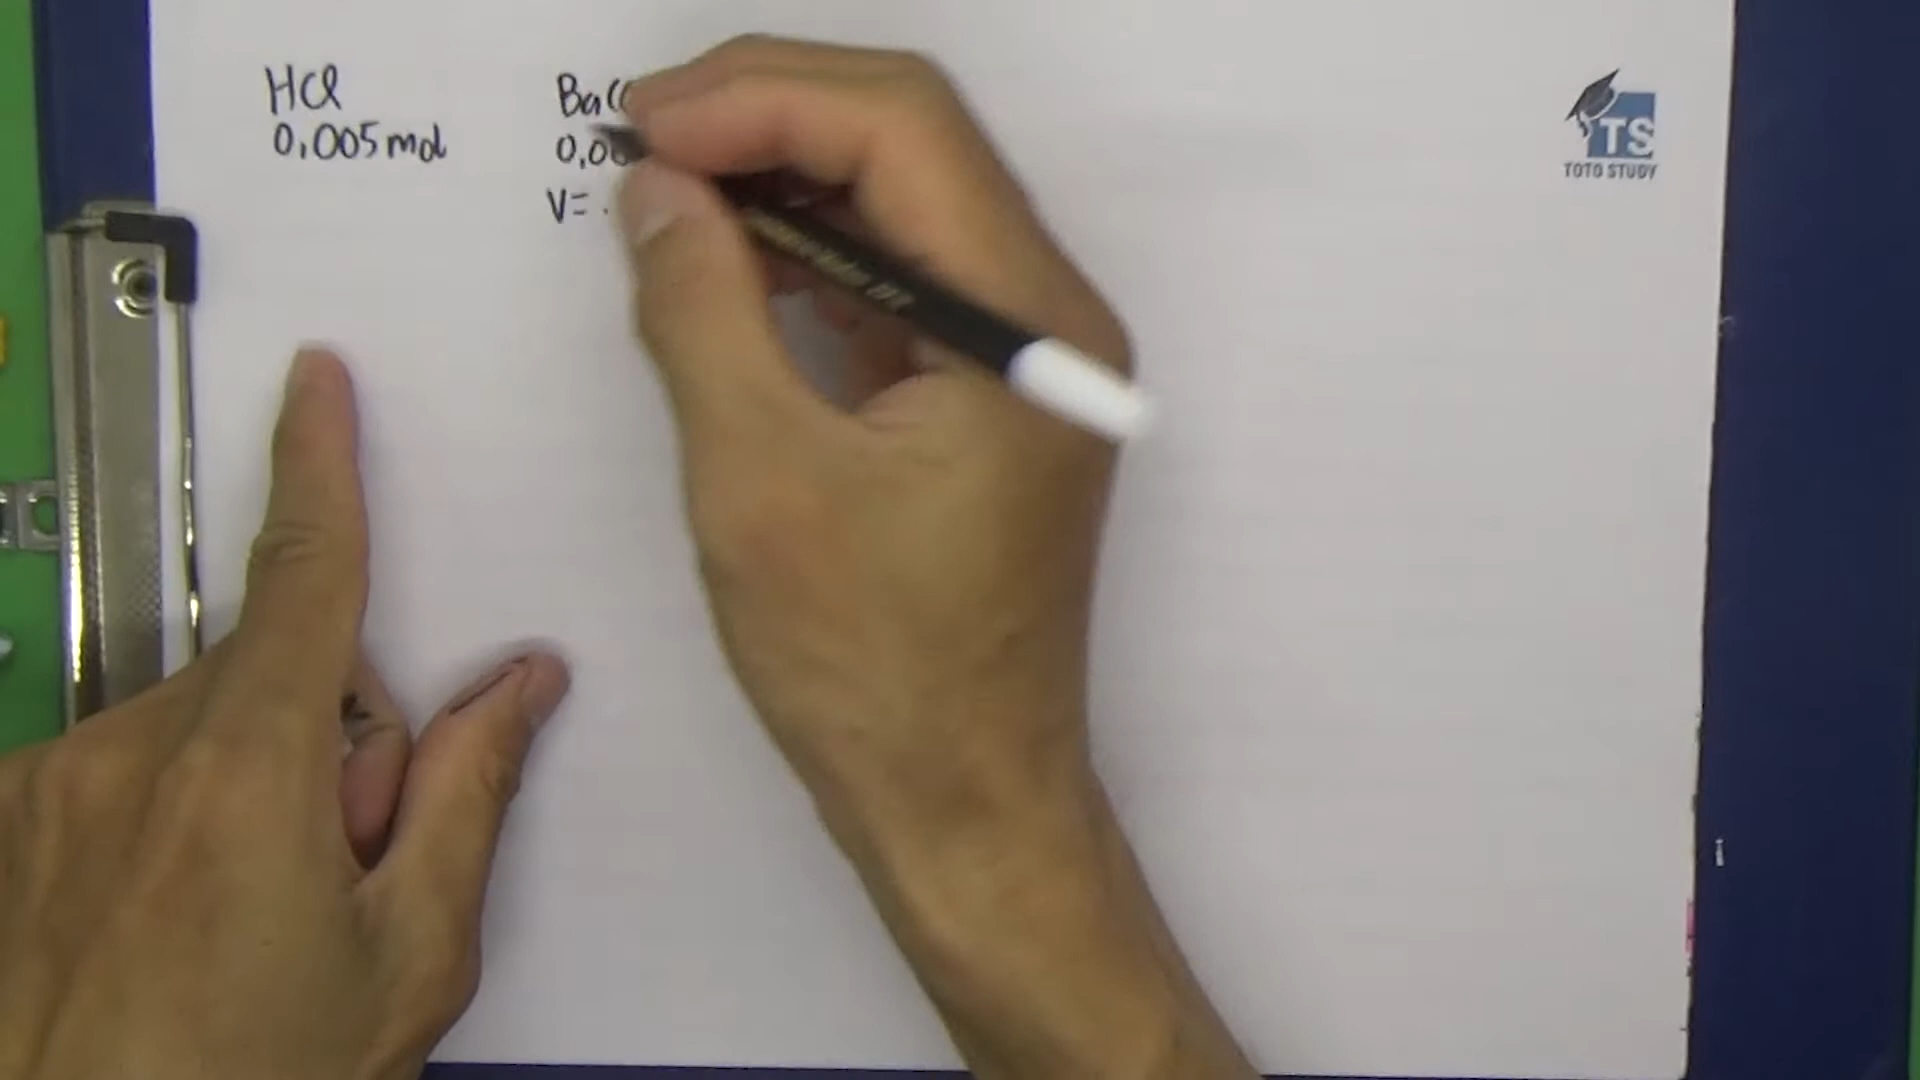 HCl
0,005 mol
V=
TS
TOTO STUDY